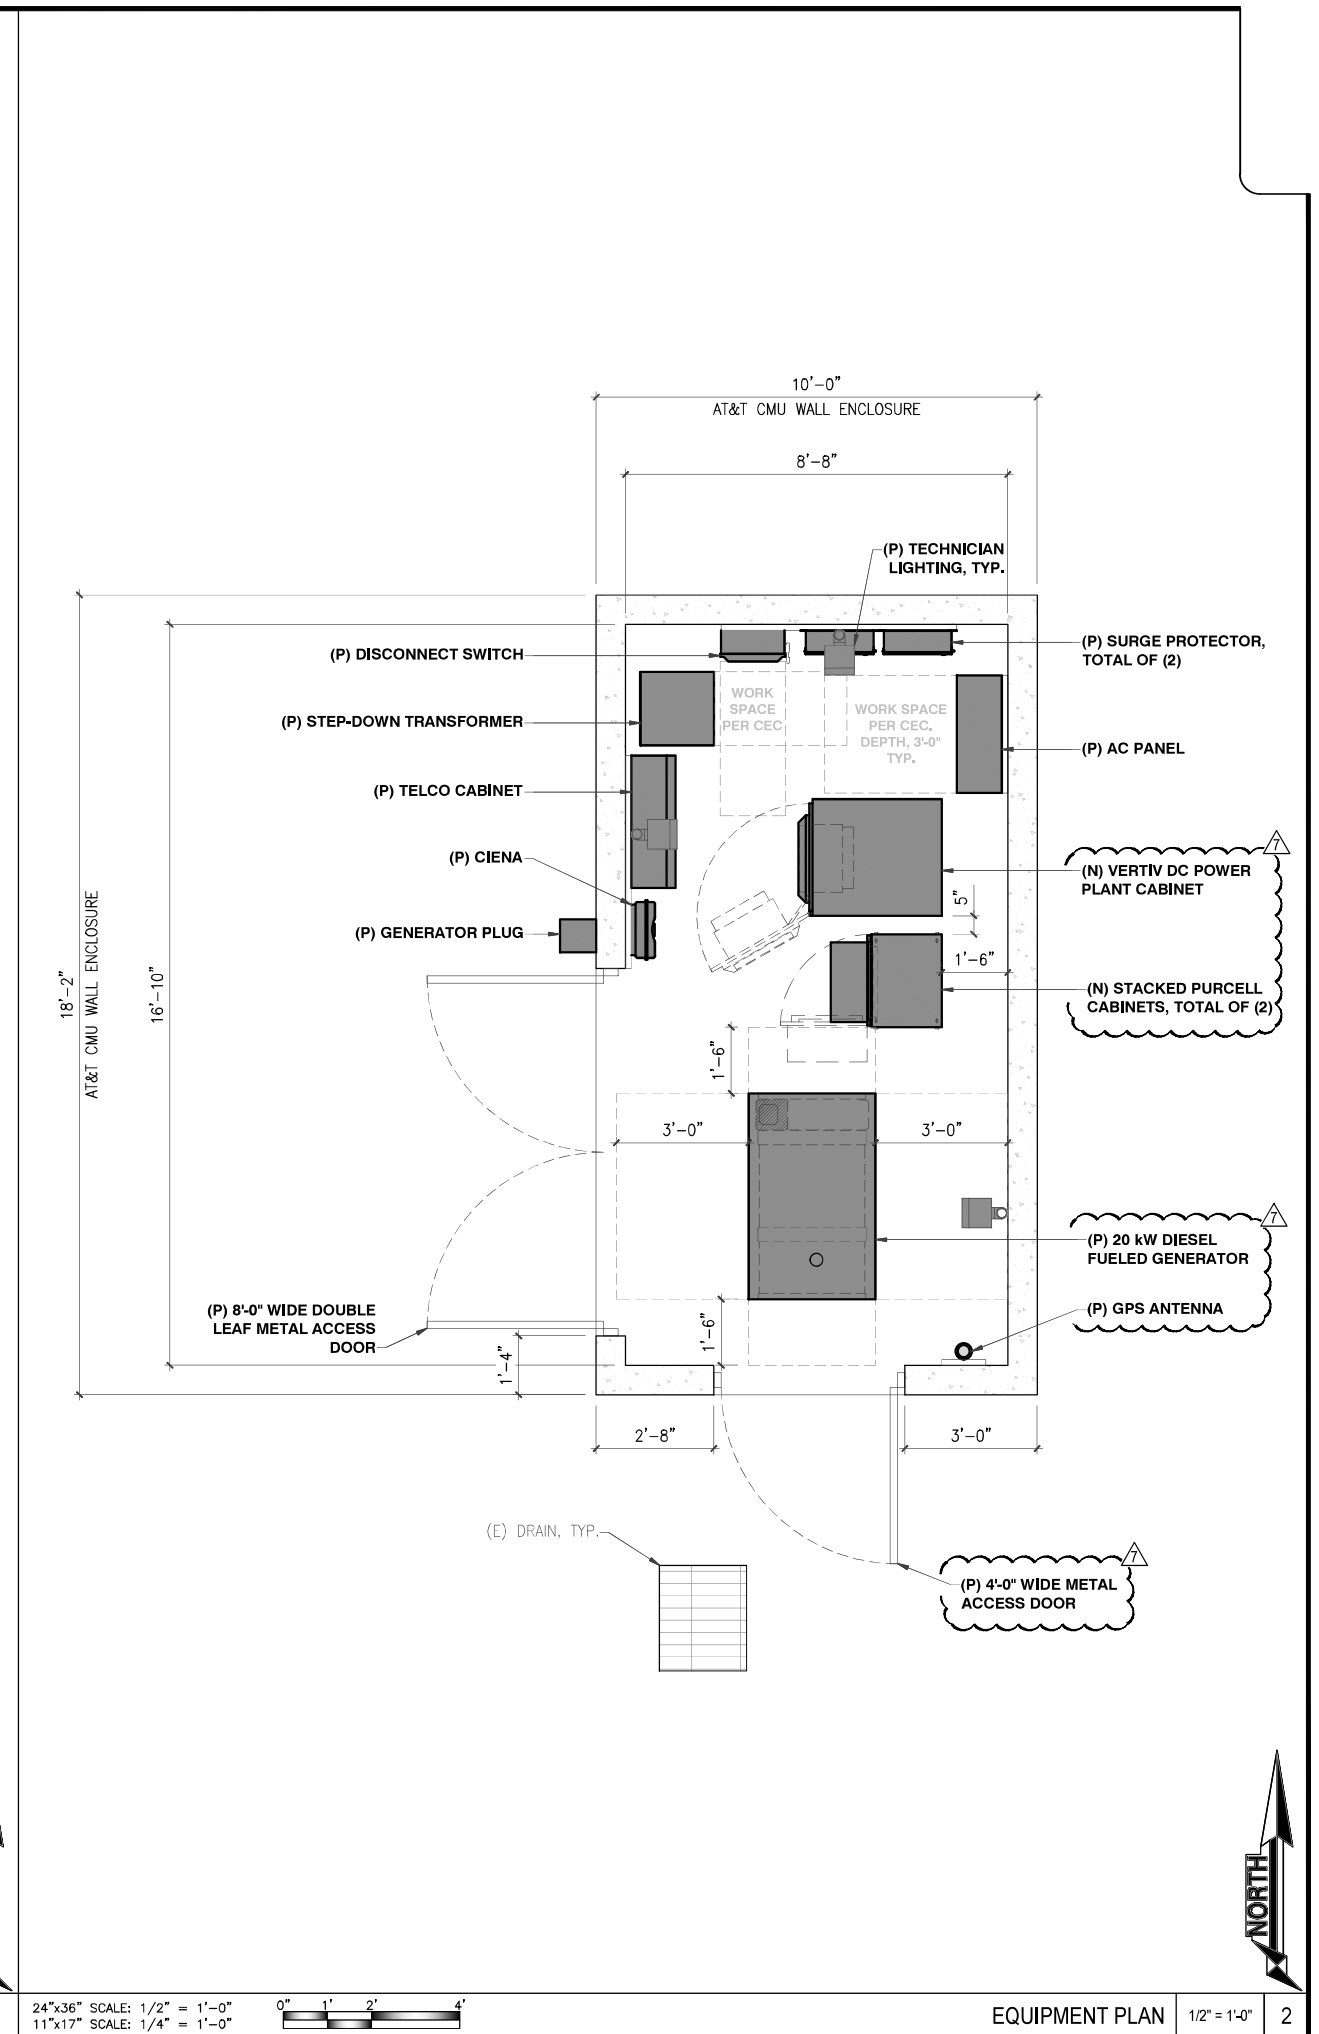 10'-0"
AT&T CMU WALL ENCLOSURE
8'-8"
(P) TECHNICIAN
LIGHTING, TYP.
(P) DISCONNECT SWITCH
(P) SURGE PROTECTOR,
TOTAL OF (2)
(P) STEP-DOWN TRANSFORMER
WORK
SPACE
PER CEC
WORK SPACE
PER CEC.
DEPTH, 3'-0"
TYP.
(P) AC PANEL
(P) TELCO CABINET
(P) CIENA
(P) GENERATOR PLUG
7
(N) VERTIV DC POWER
PLANT CABINET
5"
1'-6"
(N) STACKED PURCELL
CABINETS, TOTAL OF (2)
18'-2"
AT&T CMU WALL ENCLOSURE
16'-10"
1'-6"
3'-0"
3'-0"
7
(P) 20 kW DIESEL
FUELED GENERATOR
(P) GPS ANTENNA
(P) 8'-0" WIDE DOUBLE
LEAF METAL ACCESS
DOOR
1'-6"
1'-4"
2'-8"
3'-0"
(E) DRAIN, TYP.
7
(P) 4'-0" WIDE METAL
ACCESS DOOR
NORTH
24"x36" SCALE: 1/2" = 1'-0"
11"x17" SCALE: 1/4" = 1'-0"
0" 1' 2' 4'
EQUIPMENT PLAN
1/2" = 1'-0"
2